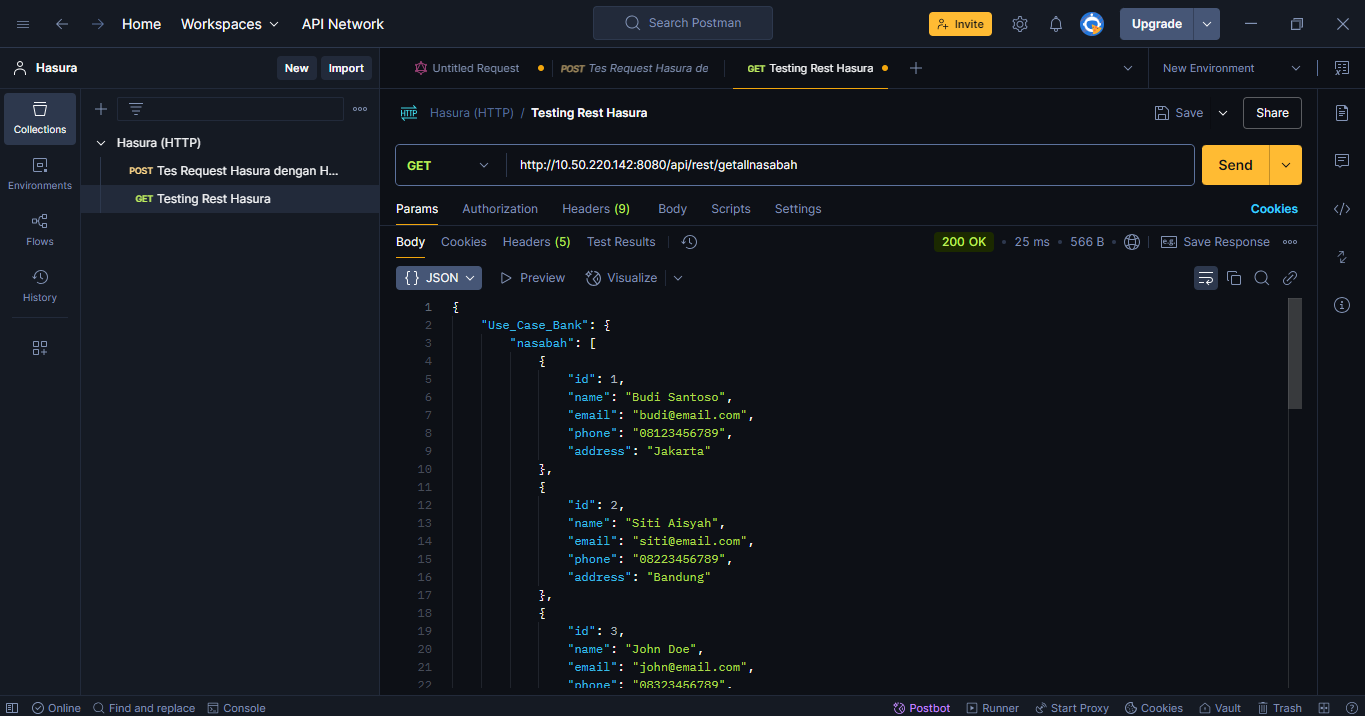 Home Workspaces API Network Search Postman Invite Upgrade
Hasura New Import Untitled Request POST Tes Request Hasura de GET Testing Rest Hasura New Environment
Collections
Environments
Flows
History
Hasura (HTTP)
POST Tes Request Hasura dengan H...
GET Testing Rest Hasura
HTTP Hasura (HTTP) / Testing Rest Hasura Save Share
GET http://10.50.220.142:8080/api/rest/getallnasabah Send
Params Authorization Headers (9) Body Scripts Settings Cookies
Body Cookies Headers (5) Test Results 200 OK • 25 ms • 566 B • e.g. Save Response
{} JSON Preview Visualize
1 {
2 "Use_Case_Bank": {
3 "nasabah": [
4 {
5 "id": 1,
6 "name": "Budi Santoso",
7 "email": "budi@email.com",
8 "phone": "08123456789",
9 "address": "Jakarta"
10 },
11 {
12 "id": 2,
13 "name": "Siti Aisyah",
14 "email": "siti@email.com",
15 "phone": "08223456789",
16 "address": "Bandung"
17 },
18 {
19 "id": 3,
20 "name": "John Doe",
21 "email": "john@email.com",
22 "phone": "08323456789",
Online Find and replace Console Postbot Runner Start Proxy Cookies Vault Trash